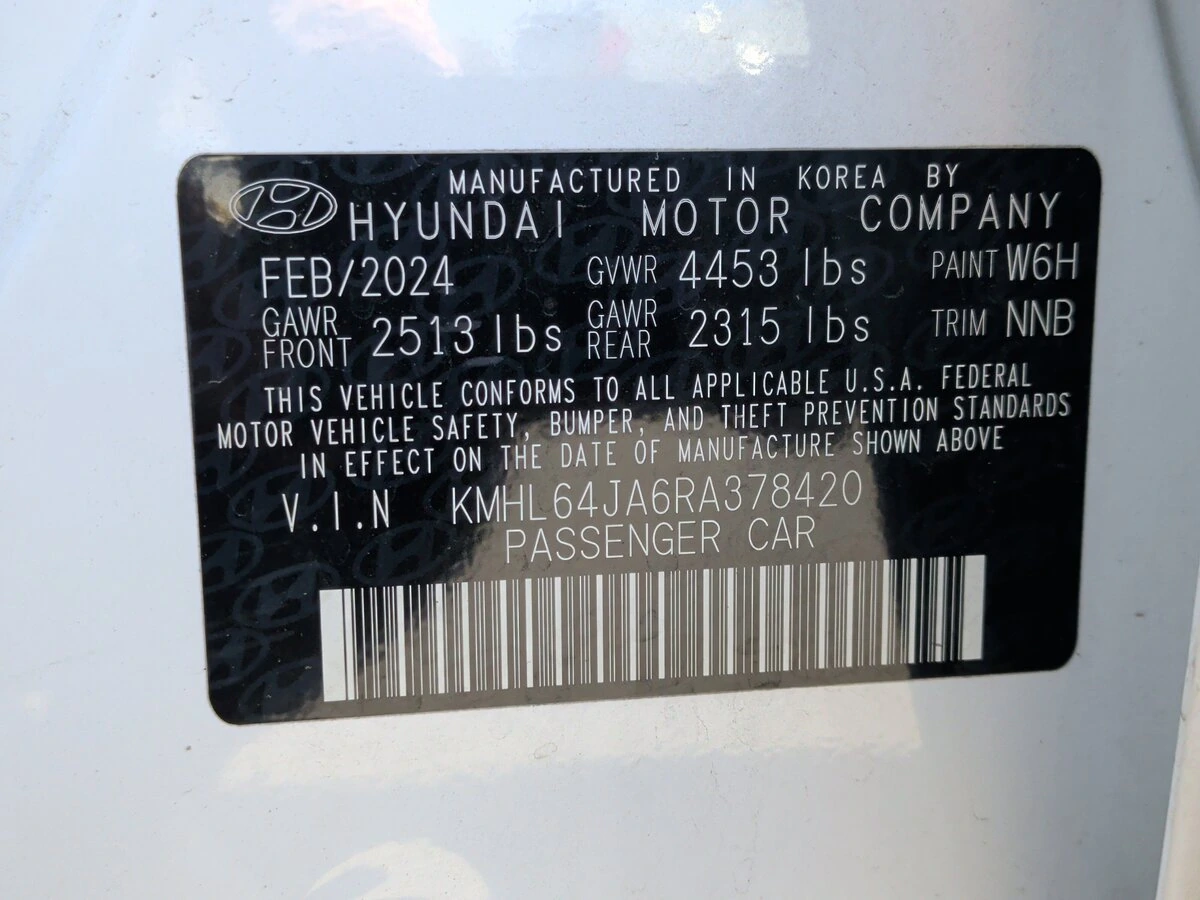 MANUFACTURED IN KOREA BY
HYUNDAI MOTOR COMPANY
FEB/2024 GVWR 4453 lbs PAINT W6H
GAWR FRONT 2513 lbs GAWR REAR 2315 lbs TRIM NNB
THIS VEHICLE CONFORMS TO ALL APPLICABLE U.S.A. FEDERAL
MOTOR VEHICLE SAFETY, BUMPER, AND THEFT PREVENTION STANDARDS
IN EFFECT ON THE DATE OF MANUFACTURE SHOWN ABOVE
V.I.N KMHL64JA6RA378420
PASSENGER CAR